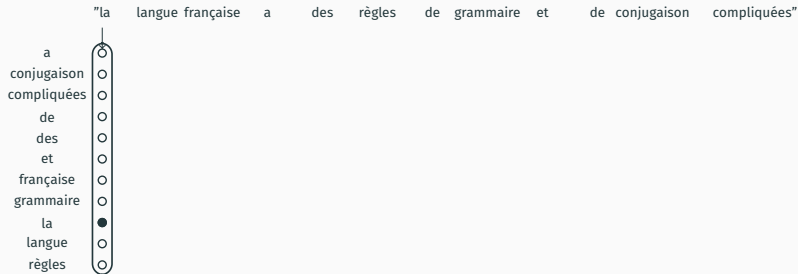 ”la langue française a des règles de grammaire et de conjugaison compliquées”
a
conjugaison
compliquées
de
des
et
française
grammaire
la
langue
règles